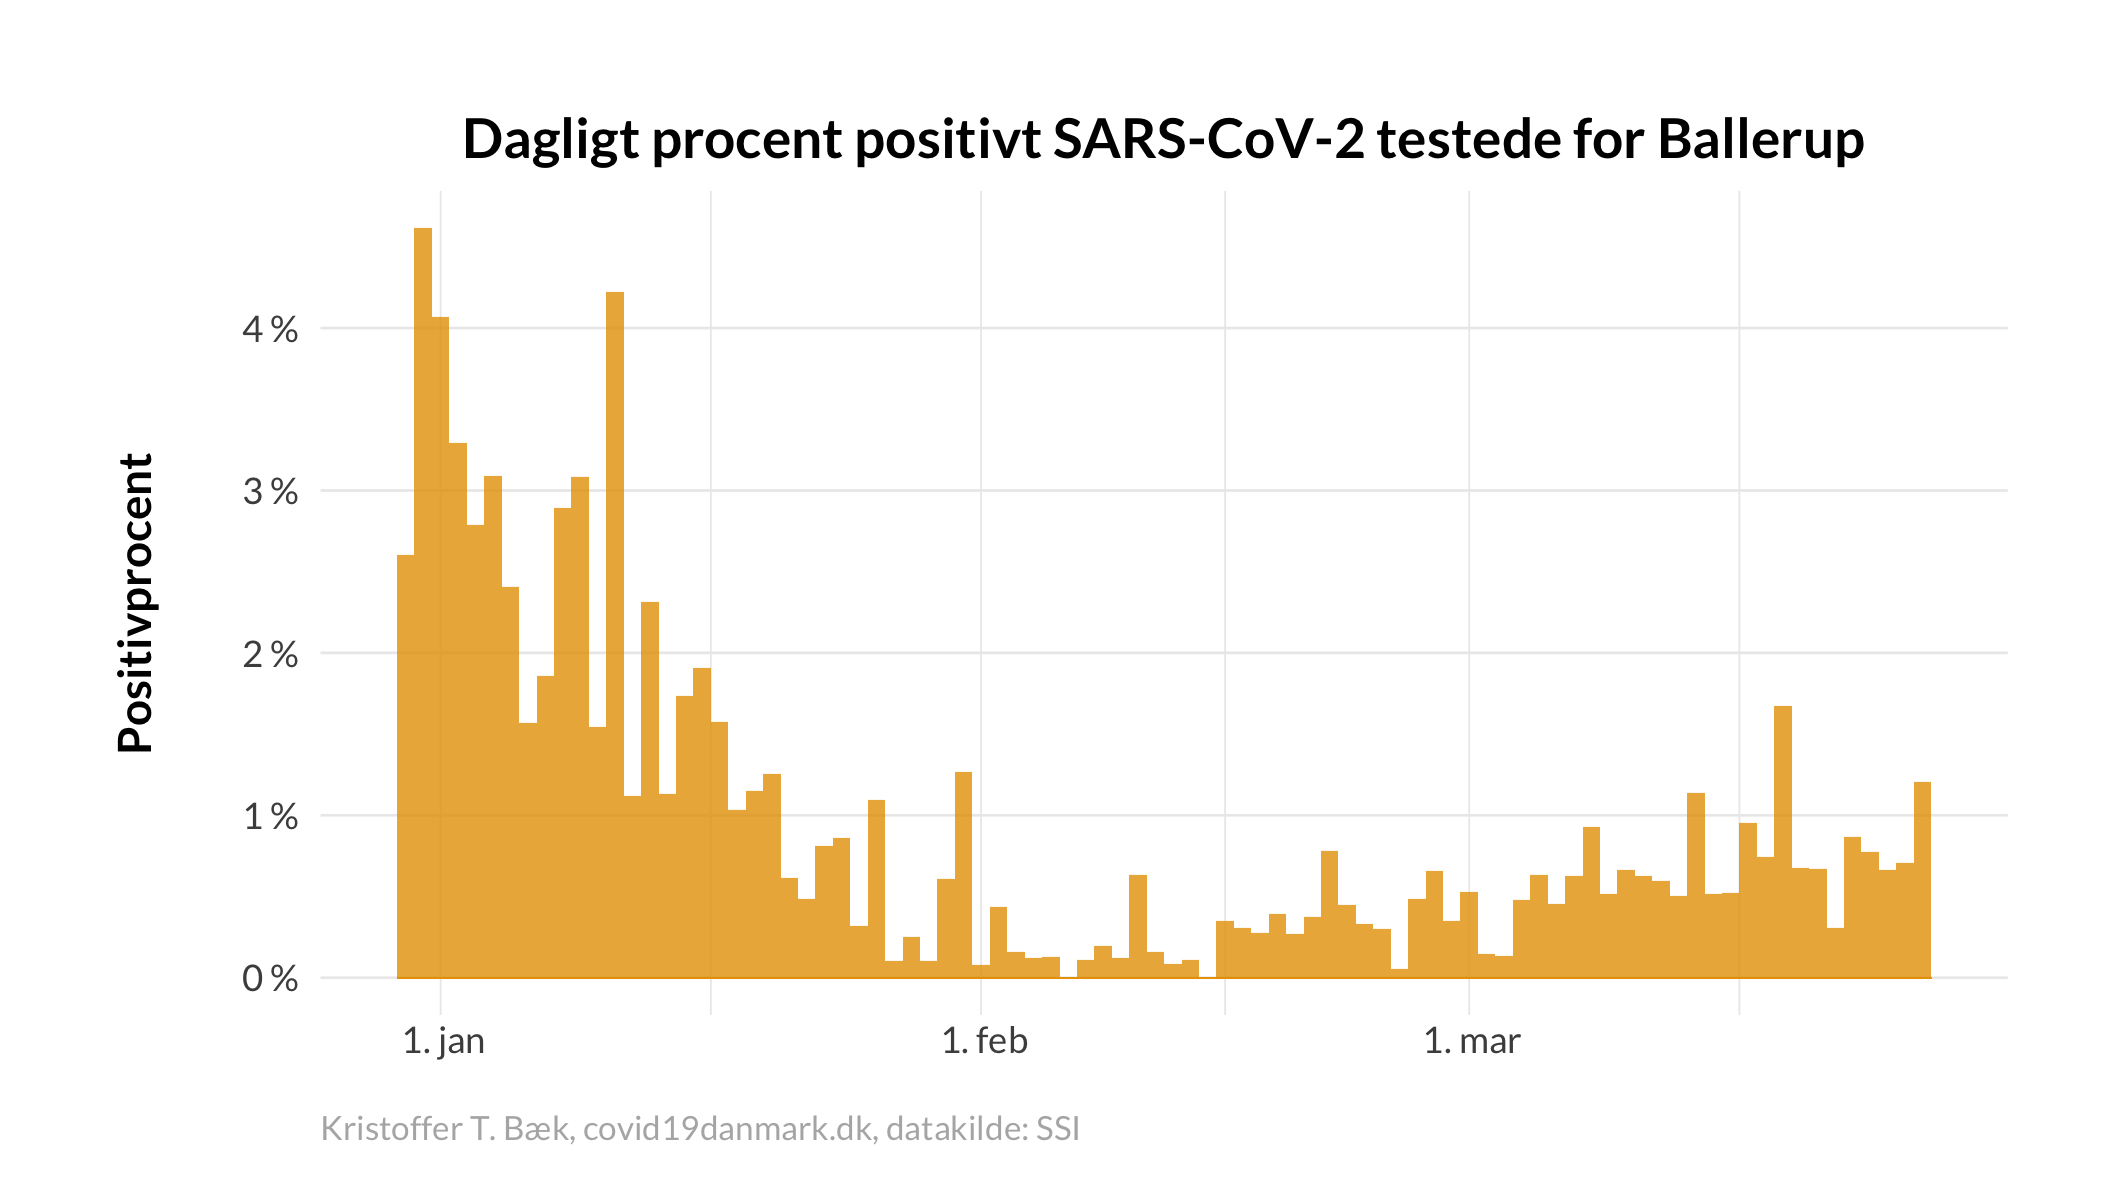 Dagligt procent positivt SARS-CoV-2 testede for Ballerup
Positivprocent
4 %
3 %
2 %
1 %
0 %
1. jan
1. feb
1. mar
Kristoffer T. Bæk, covid19danmark.dk, datakilde: SSI